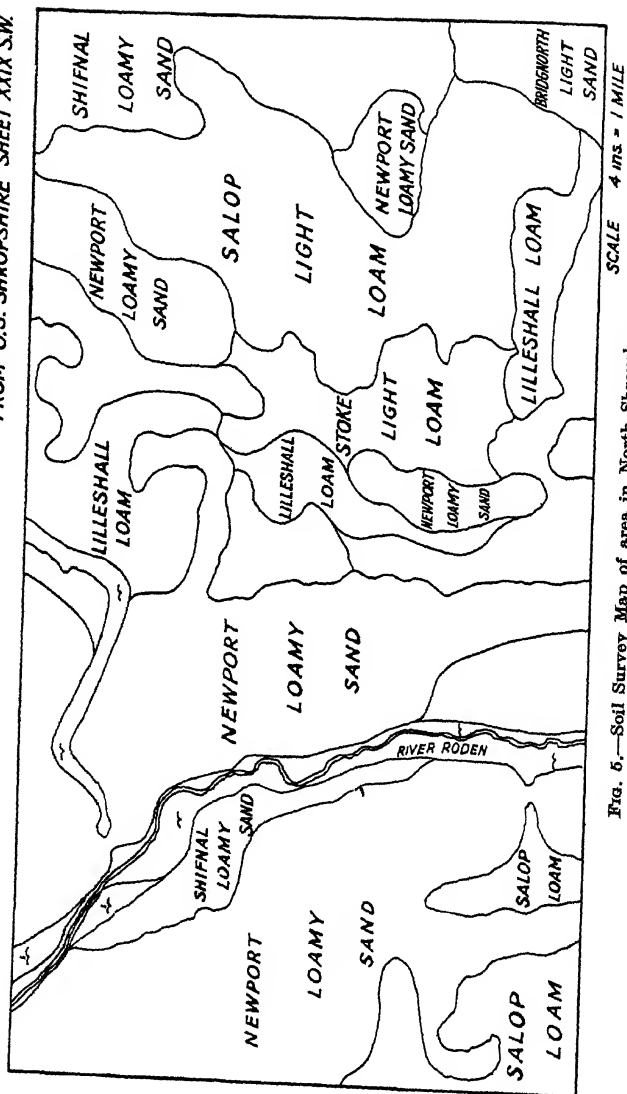 FROM O.S. SHROPSHIRE SHEET XXIX S.W.
SHIFNAL
LOAMY
SAND
NEWPORT
LOAMY
SAND
LILLESHALL
LOAM
SALOP
LIGHT
LOAM
NEWPORT
LOAMY SAND
BRIDGNORTH
LIGHT
SAND
LILLESHALL
LOAM
STOKE
LIGHT
LOAM
NEWPORT
LOAMY
SAND
LILLESHALL LOAM
NEWPORT
LOAMY
SAND
RIVER RODEN
SHIFNAL
LOAMY
SAND
NEWPORT
LOAMY
SAND
SALOP
LOAM
SALOP
LOAM
SCALE 4 ins. = 1 MILE
FIG. 5.—Soil Survey Map of area in North